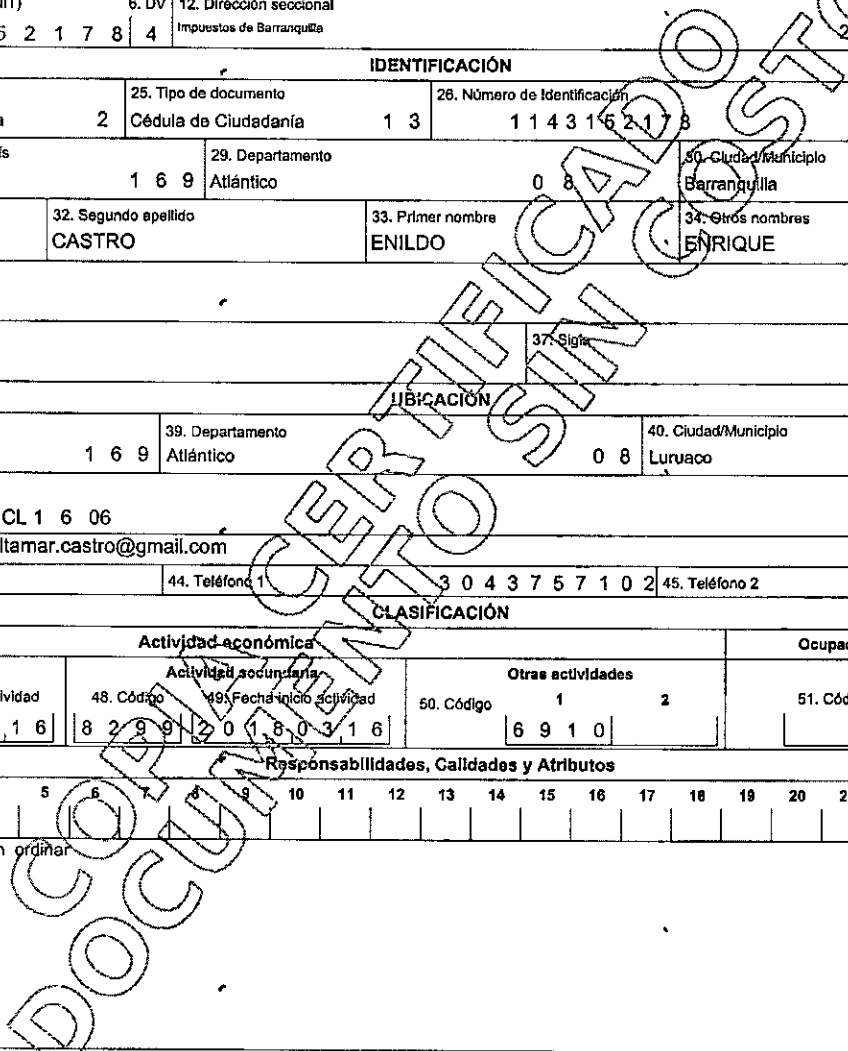 6. DV 12. Dirección seccional
6 2 1 7 8 4 Impuestos de Barranquilla
IDENTIFICACIÓN
25. Tipo de documento 26. Número de Identificación
2 Cédula de Ciudadanía 1 3 1 1 4 3 1 6 2 1 7 8
29. Departamento 30. Ciudad/Municipio
1 6 9 Atlántico 0 8 Barranquilla
32. Segundo apellido 33. Primer nombre 34. Otros nombres
CASTRO ENILDO ENRIQUE
37. Sigla
UBICACIÓN
39. Departamento 40. Ciudad/Municipio
1 6 9 Atlántico 0 8 Luruaco
CL 1 6 06
ltamar.castro@gmail.com
44. Teléfono 1 3 0 4 3 7 5 7 1 0 2 45. Teléfono 2
CLASIFICACIÓN
Actividad económica Ocupac
Actividad secundaria Otras actividades
ividad 48. Código 49. Fecha inicio actividad 50. Código 1 2 51. Cód
1 6 8 2 9 9 2 0 1 8 0 3 1 6 6 9 1 0
Responsabilidades, Calidades y Atributos
5 6 7 8 9 10 11 12 13 14 15 16 17 18 19 20 2
n ordinar
COPIA CERTIFICADO
DOCUMENTO SIN COSTO